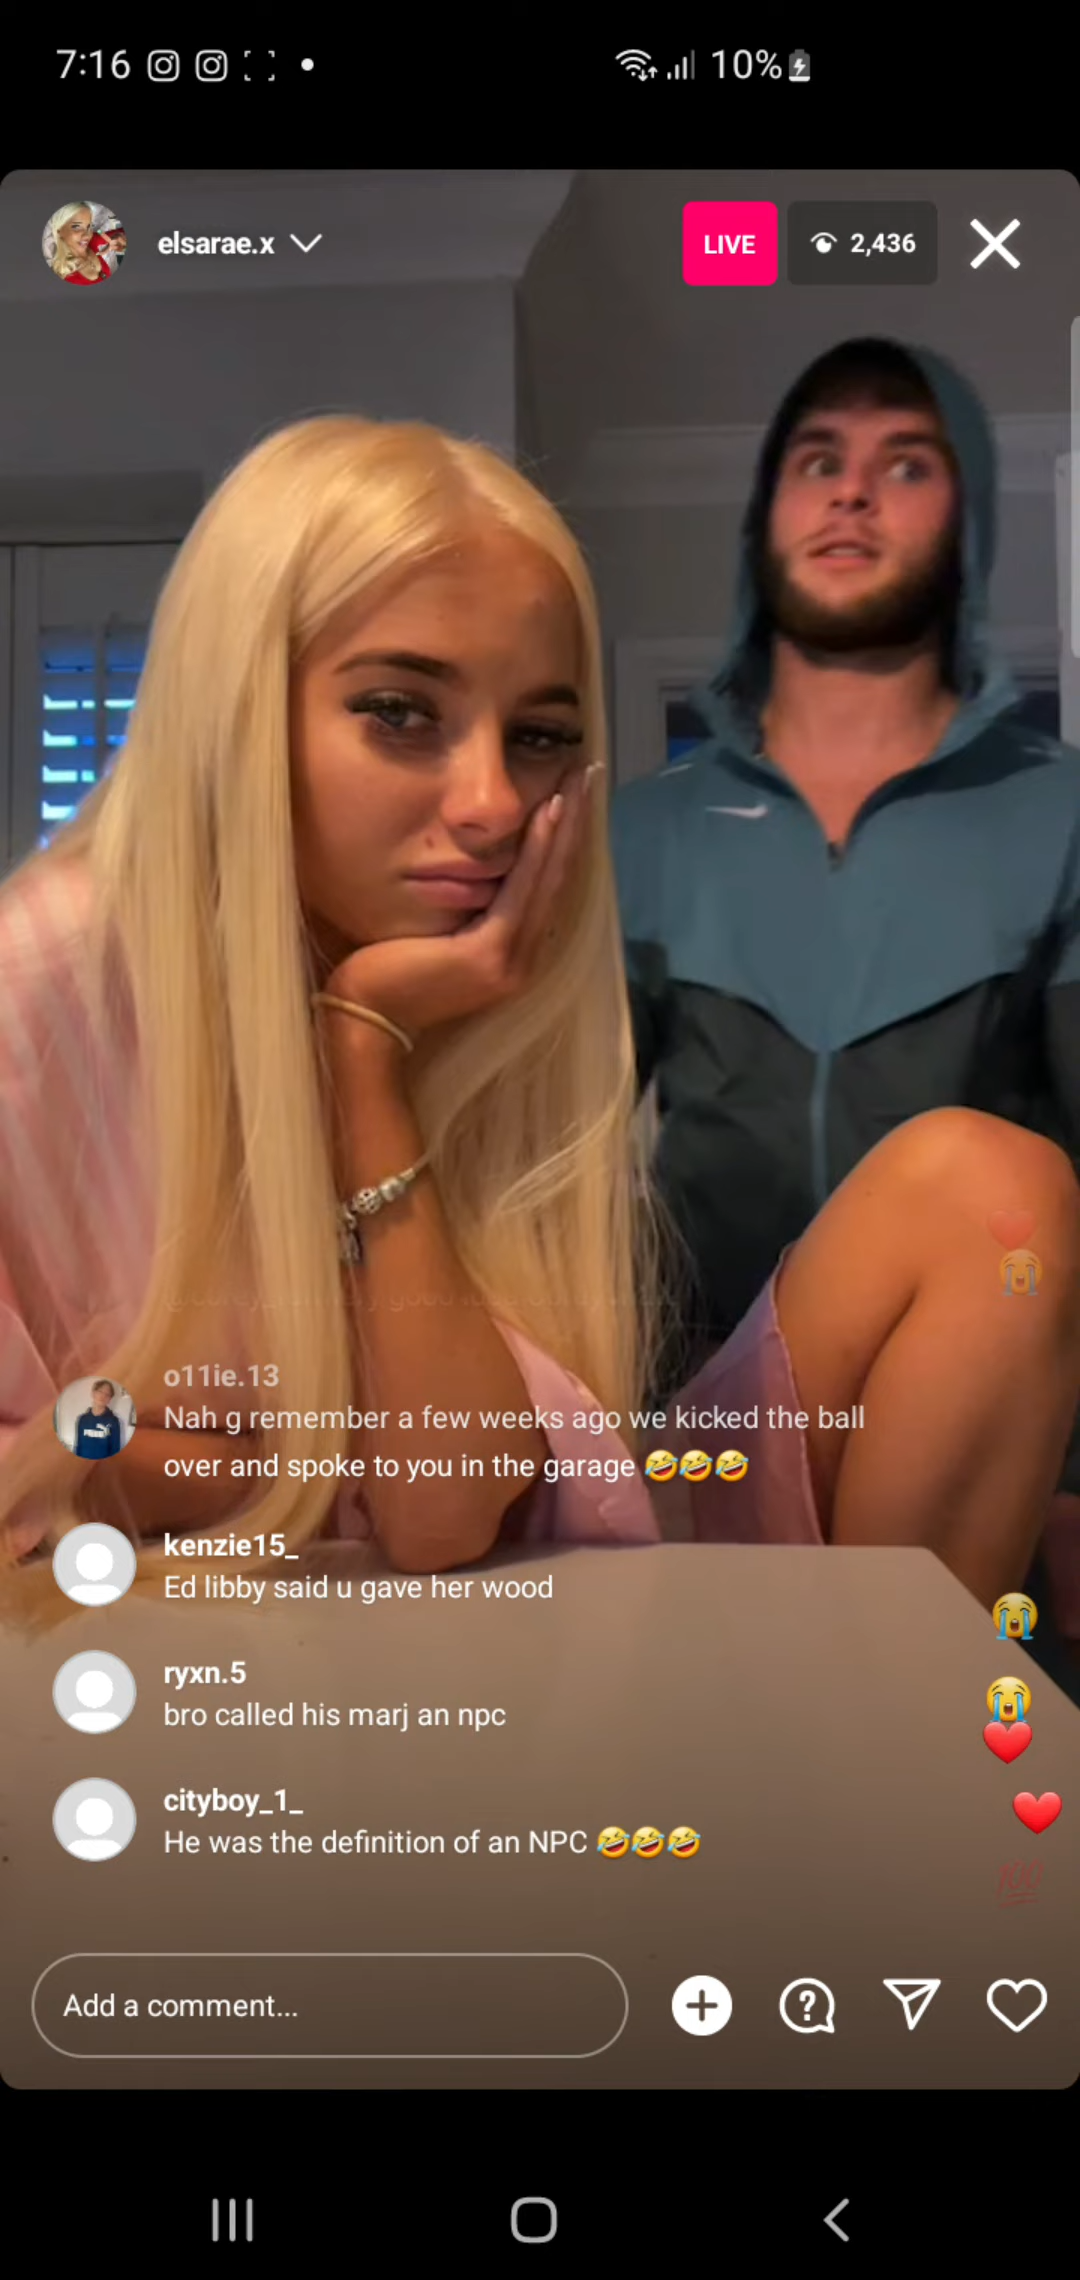 7:16
10%
elsarae.x
LIVE
2,436
o11ie.13
Nah g remember a few weeks ago we kicked the ball
over and spoke to you in the garage 🤣🤣🤣
kenzie15_
Ed libby said u gave her wood
ryxn.5
bro called his marj an npc
cityboy_1_
He was the definition of an NPC 🤣🤣🤣
💯
Add a comment...